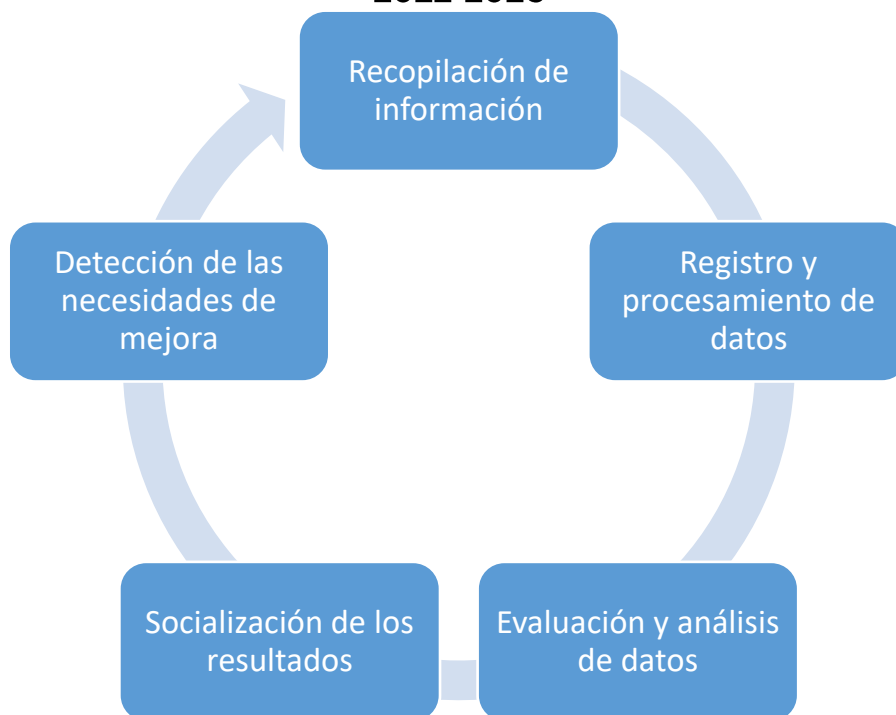 Recopilación de
información
Registro y
procesamiento de
datos
Evaluación y análisis
de datos
Socialización de los
resultados
Detección de las
necesidades de
mejora